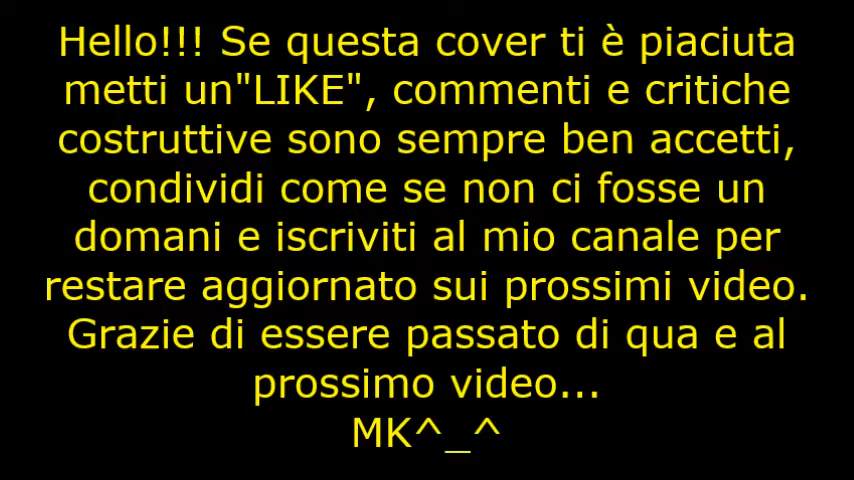 Hello!!! Se questa cover ti è piaciuta
metti un"LIKE", commenti e critiche
costruttive sono sempre ben accetti,
condividi come se non ci fosse un
domani e iscriviti al mio canale per
restare aggiornato sui prossimi video.
Grazie di essere passato di qua e al
prossimo video...
MK^_^